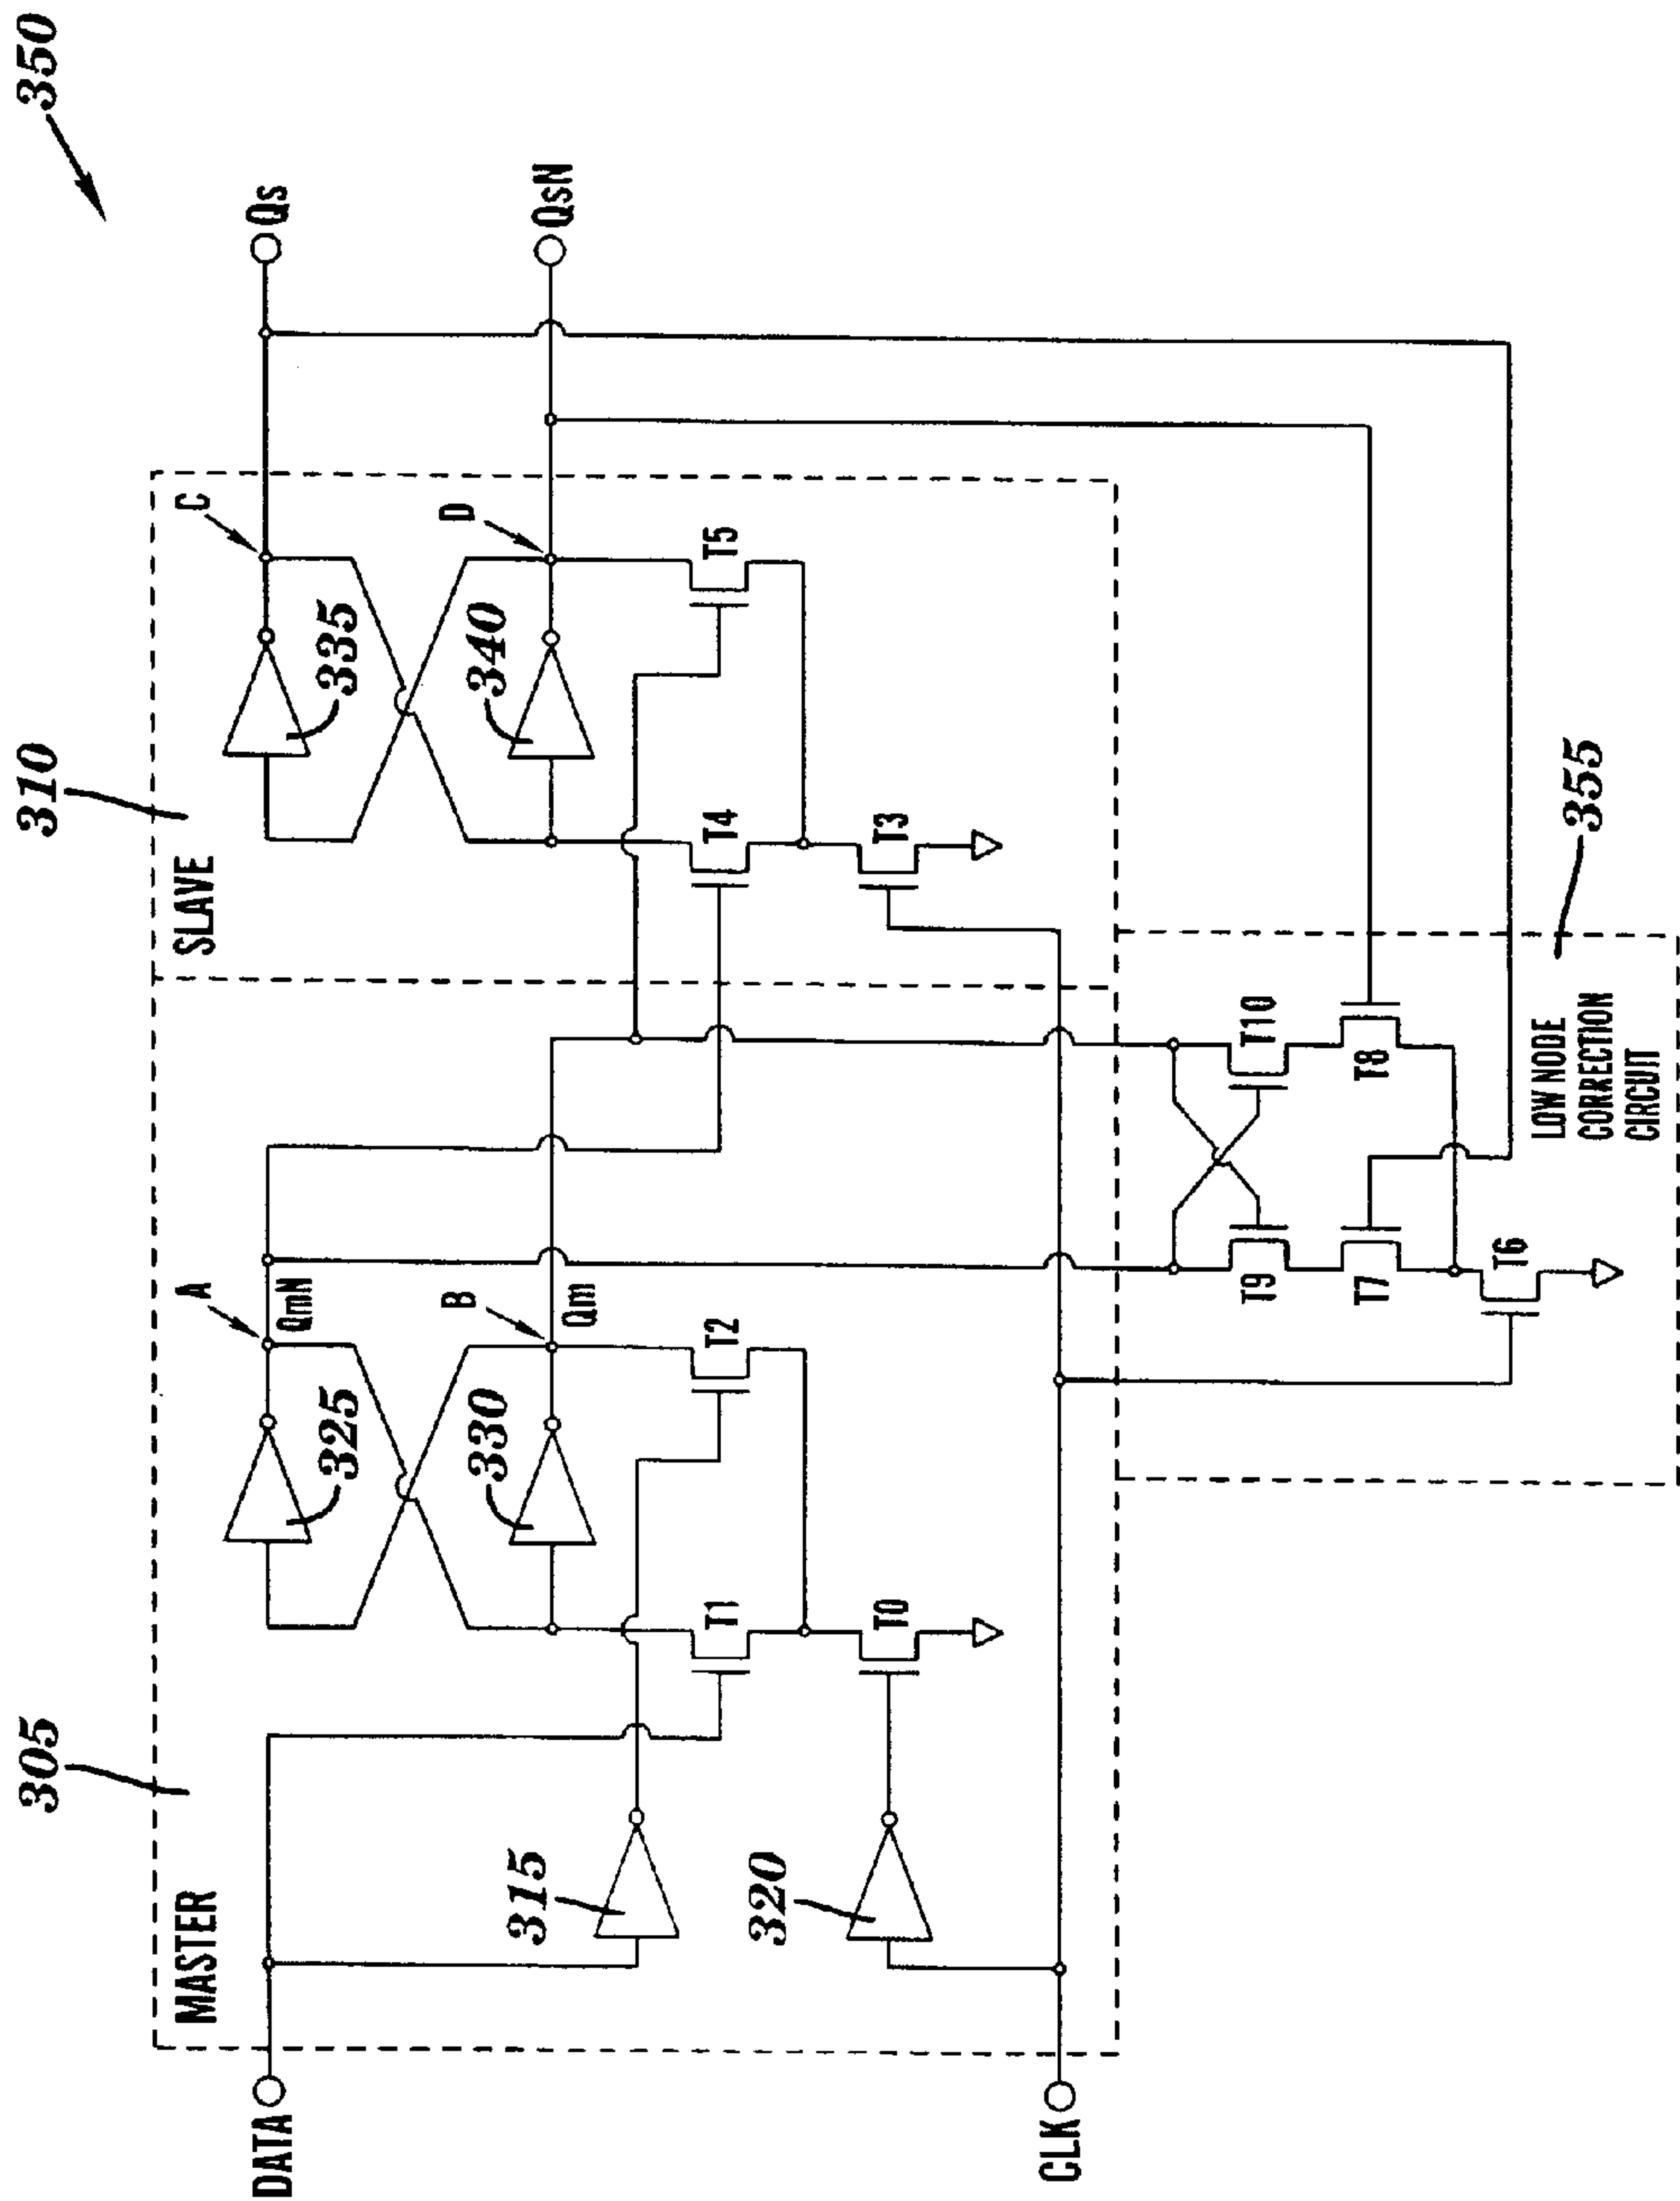 350
305
310
MASTER
SLAVE
DATA
A
QmN
C
Qs
325
335
B
Qm
D
QsN
315
330
340
T1
T2
T4
T5
320
T0
T3
CLK
T9
T10
T7
T8
T6
LOW NODE
CORRECTION
CIRCUIT
355